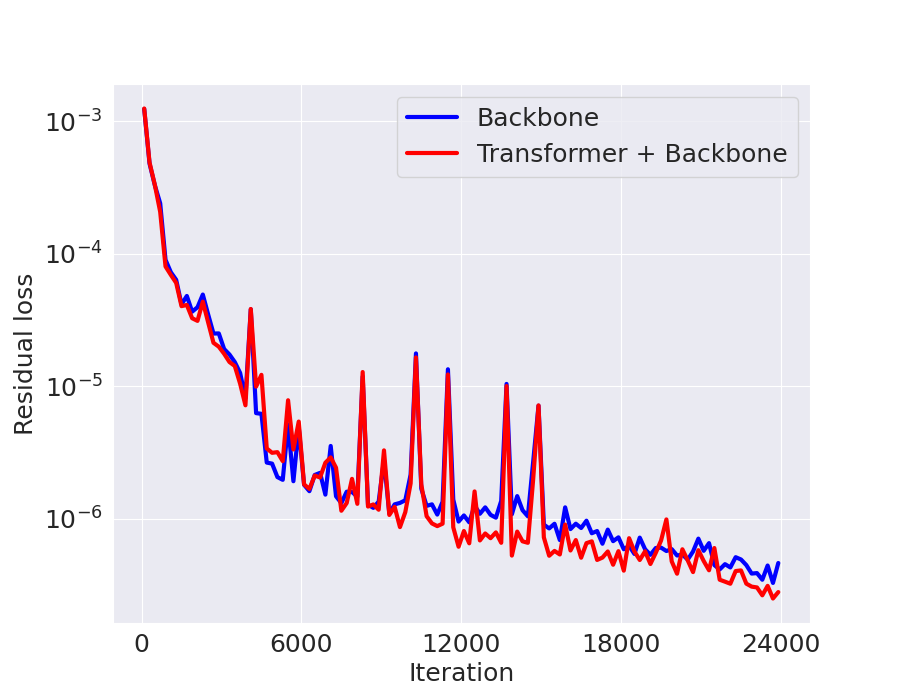 Backbone
Transformer + Backbone
10⁻³
10⁻⁴
10⁻⁵
10⁻⁶
Residual loss
0 6000 12000 18000 24000
Iteration